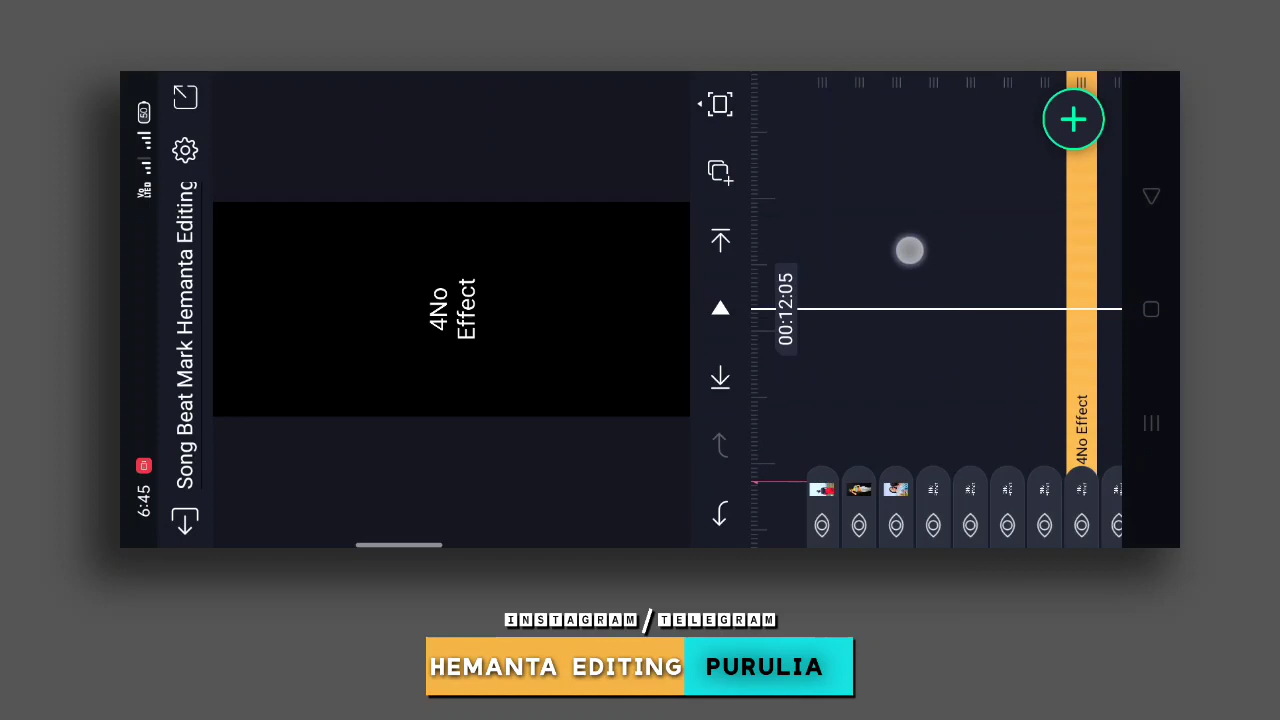 6:45
50
Song Beat Mark Hemanta Editing
4No
Effect
00:12:05
4No Effect
INSTAGRAM/TELEGRAM
HEMANTA EDITING PURULIA